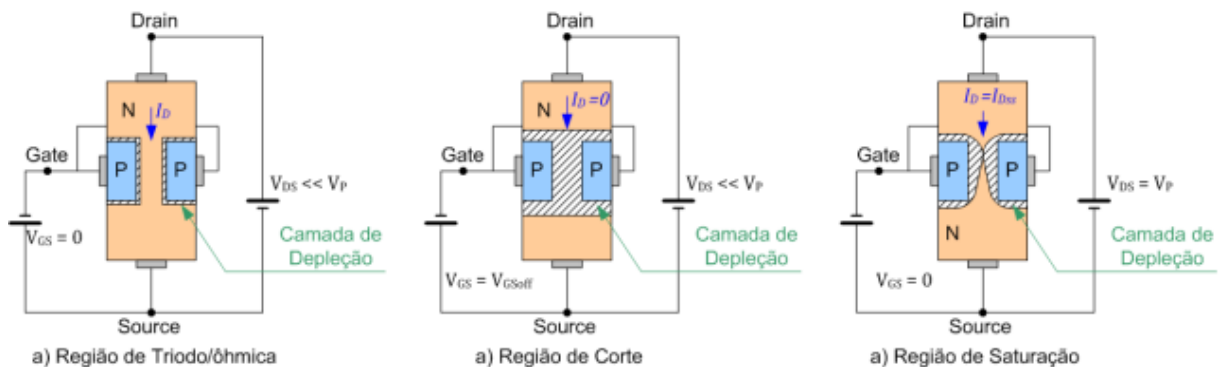 Drain
N
I_D
Gate
P
P
V_DS << V_P
V_GS = 0
Camada de
Depleção
Source
a) Região de Triodo/ôhmica
Drain
N
I_D=0
Gate
P
P
V_DS << V_P
Camada de
Depleção
V_GS = V_GSoff
Source
a) Região de Corte
Drain
I_D=I_Dss
Gate
P
P
V_DS = V_P
N
Camada de
Depleção
V_GS = 0
Source
a) Região de Saturação